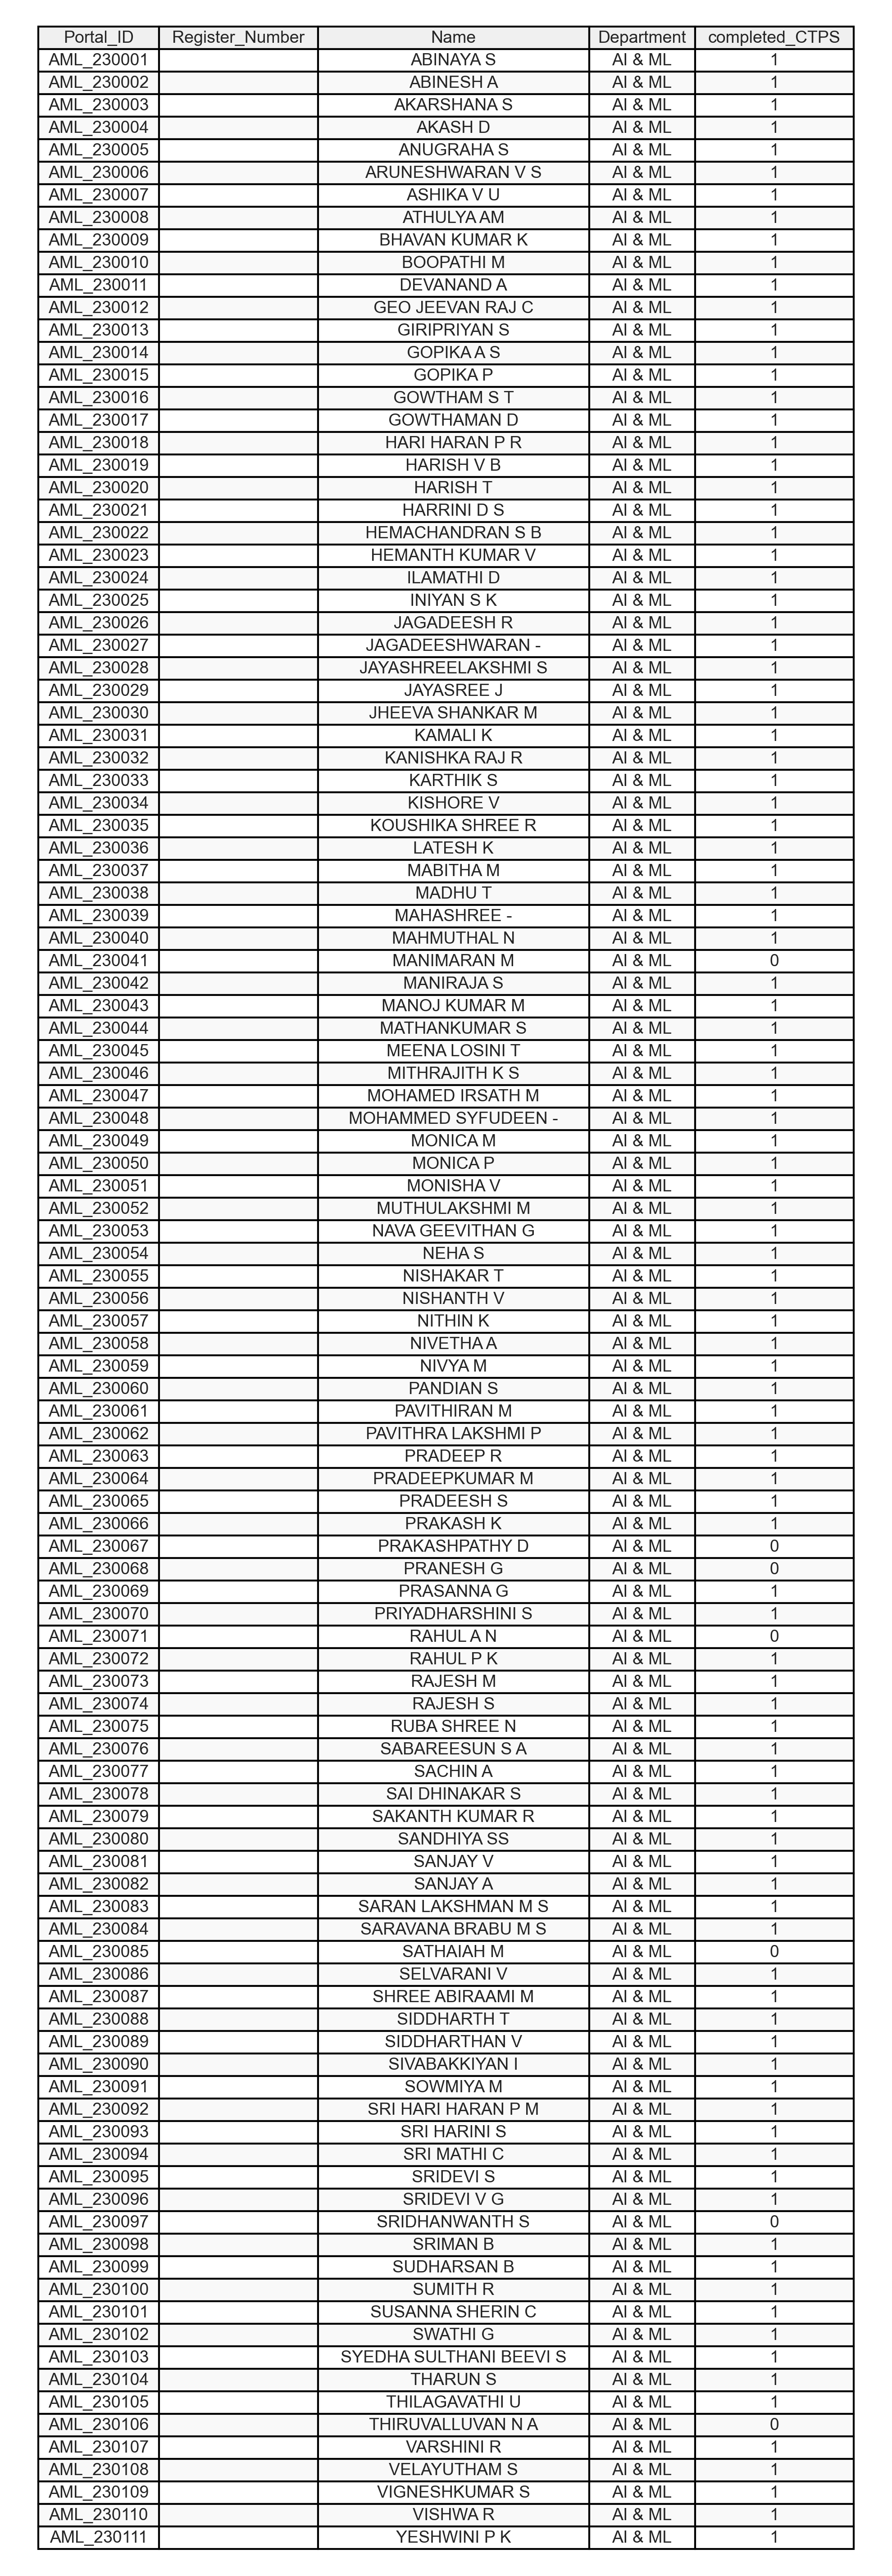 Portal_ID Register_Number Name Department completed_CTPS
AML_230001 ABINAYA S AI & ML 1
AML_230002 ABINESH A AI & ML 1
AML_230003 AKARSHANA S AI & ML 1
AML_230004 AKASH D AI & ML 1
AML_230005 ANUGRAHA S AI & ML 1
AML_230006 ARUNESHWARAN V S AI & ML 1
AML_230007 ASHIKA V U AI & ML 1
AML_230008 ATHULYA AM AI & ML 1
AML_230009 BHAVAN KUMAR K AI & ML 1
AML_230010 BOOPATHI M AI & ML 1
AML_230011 DEVANAND A AI & ML 1
AML_230012 GEO JEEVAN RAJ C AI & ML 1
AML_230013 GIRIPRIYAN S AI & ML 1
AML_230014 GOPIKA A S AI & ML 1
AML_230015 GOPIKA P AI & ML 1
AML_230016 GOWTHAM S T AI & ML 1
AML_230017 GOWTHAMAN D AI & ML 1
AML_230018 HARI HARAN P R AI & ML 1
AML_230019 HARISH V B AI & ML 1
AML_230020 HARISH T AI & ML 1
AML_230021 HARRINI D S AI & ML 1
AML_230022 HEMACHANDRAN S B AI & ML 1
AML_230023 HEMANTH KUMAR V AI & ML 1
AML_230024 ILAMATHI D AI & ML 1
AML_230025 INIYAN S K AI & ML 1
AML_230026 JAGADEESH R AI & ML 1
AML_230027 JAGADEESHWARAN - AI & ML 1
AML_230028 JAYASHREELAKSHMI S AI & ML 1
AML_230029 JAYASREE J AI & ML 1
AML_230030 JHEEVA SHANKAR M AI & ML 1
AML_230031 KAMALI K AI & ML 1
AML_230032 KANISHKA RAJ R AI & ML 1
AML_230033 KARTHIK S AI & ML 1
AML_230034 KISHORE V AI & ML 1
AML_230035 KOUSHIKA SHREE R AI & ML 1
AML_230036 LATESH K AI & ML 1
AML_230037 MABITHA M AI & ML 1
AML_230038 MADHU T AI & ML 1
AML_230039 MAHASHREE - AI & ML 1
AML_230040 MAHMUTHAL N AI & ML 1
AML_230041 MANIMARAN M AI & ML 0
AML_230042 MANIRAJA S AI & ML 1
AML_230043 MANOJ KUMAR M AI & ML 1
AML_230044 MATHANKUMAR S AI & ML 1
AML_230045 MEENA LOSINI T AI & ML 1
AML_230046 MITHRAJITH K S AI & ML 1
AML_230047 MOHAMED IRSATH M AI & ML 1
AML_230048 MOHAMMED SYFUDEEN - AI & ML 1
AML_230049 MONICA M AI & ML 1
AML_230050 MONICA P AI & ML 1
AML_230051 MONISHA V AI & ML 1
AML_230052 MUTHULAKSHMI M AI & ML 1
AML_230053 NAVA GEEVITHAN G AI & ML 1
AML_230054 NEHA S AI & ML 1
AML_230055 NISHAKAR T AI & ML 1
AML_230056 NISHANTH V AI & ML 1
AML_230057 NITHIN K AI & ML 1
AML_230058 NIVETHA A AI & ML 1
AML_230059 NIVYA M AI & ML 1
AML_230060 PANDIAN S AI & ML 1
AML_230061 PAVITHIRAN M AI & ML 1
AML_230062 PAVITHRA LAKSHMI P AI & ML 1
AML_230063 PRADEEP R AI & ML 1
AML_230064 PRADEEPKUMAR M AI & ML 1
AML_230065 PRADEESH S AI & ML 1
AML_230066 PRAKASH K AI & ML 1
AML_230067 PRAKASHPATHY D AI & ML 0
AML_230068 PRANESH G AI & ML 0
AML_230069 PRASANNA G AI & ML 1
AML_230070 PRIYADHARSHINI S AI & ML 1
AML_230071 RAHUL A N AI & ML 0
AML_230072 RAHUL P K AI & ML 1
AML_230073 RAJESH M AI & ML 1
AML_230074 RAJESH S AI & ML 1
AML_230075 RUBA SHREE N AI & ML 1
AML_230076 SABAREESUN S A AI & ML 1
AML_230077 SACHIN A AI & ML 1
AML_230078 SAI DHINAKAR S AI & ML 1
AML_230079 SAKANTH KUMAR R AI & ML 1
AML_230080 SANDHIYA SS AI & ML 1
AML_230081 SANJAY V AI & ML 1
AML_230082 SANJAY A AI & ML 1
AML_230083 SARAN LAKSHMAN M S AI & ML 1
AML_230084 SARAVANA BRABU M S AI & ML 1
AML_230085 SATHAIAH M AI & ML 0
AML_230086 SELVARANI V AI & ML 1
AML_230087 SHREE ABIRAAMI M AI & ML 1
AML_230088 SIDDHARTH T AI & ML 1
AML_230089 SIDDHARTHAN V AI & ML 1
AML_230090 SIVABAKKIYAN I AI & ML 1
AML_230091 SOWMIYA M AI & ML 1
AML_230092 SRI HARI HARAN P M AI & ML 1
AML_230093 SRI HARINI S AI & ML 1
AML_230094 SRI MATHI C AI & ML 1
AML_230095 SRIDEVI S AI & ML 1
AML_230096 SRIDEVI V G AI & ML 1
AML_230097 SRIDHANWANTH S AI & ML 0
AML_230098 SRIMAN B AI & ML 1
AML_230099 SUDHARSAN B AI & ML 1
AML_230100 SUMITH R AI & ML 1
AML_230101 SUSANNA SHERIN C AI & ML 1
AML_230102 SWATHI G AI & ML 1
AML_230103 SYEDHA SULTHANI BEEVI S AI & ML 1
AML_230104 THARUN S AI & ML 1
AML_230105 THILAGAVATHI U AI & ML 1
AML_230106 THIRUVALLUVAN N A AI & ML 0
AML_230107 VARSHINI R AI & ML 1
AML_230108 VELAYUTHAM S AI & ML 1
AML_230109 VIGNESHKUMAR S AI & ML 1
AML_230110 VISHWA R AI & ML 1
AML_230111 YESHWINI P K AI & ML 1